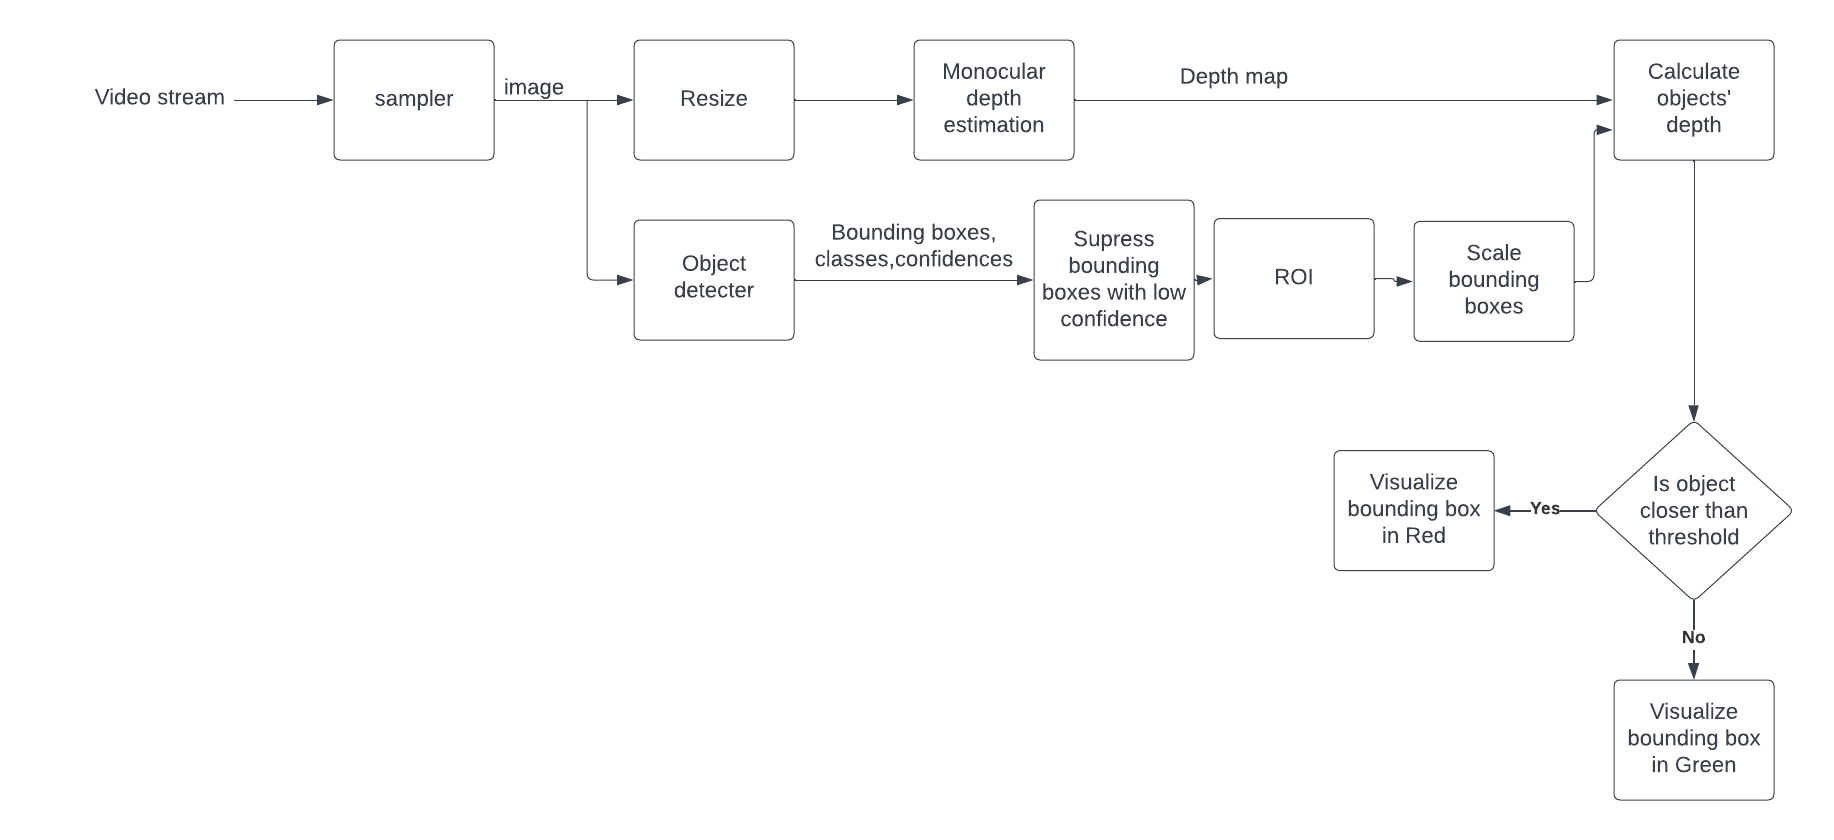 Video stream
sampler
image
Resize
Monocular
depth
estimation
Depth map
Calculate
objects'
depth
Object
detecter
Bounding boxes,
classes,confidences
Supress
bounding
boxes with low
confidence
ROI
Scale
bounding
boxes
Is object
closer than
threshold
Yes
Visualize
bounding box
in Red
No
Visualize
bounding box
in Green